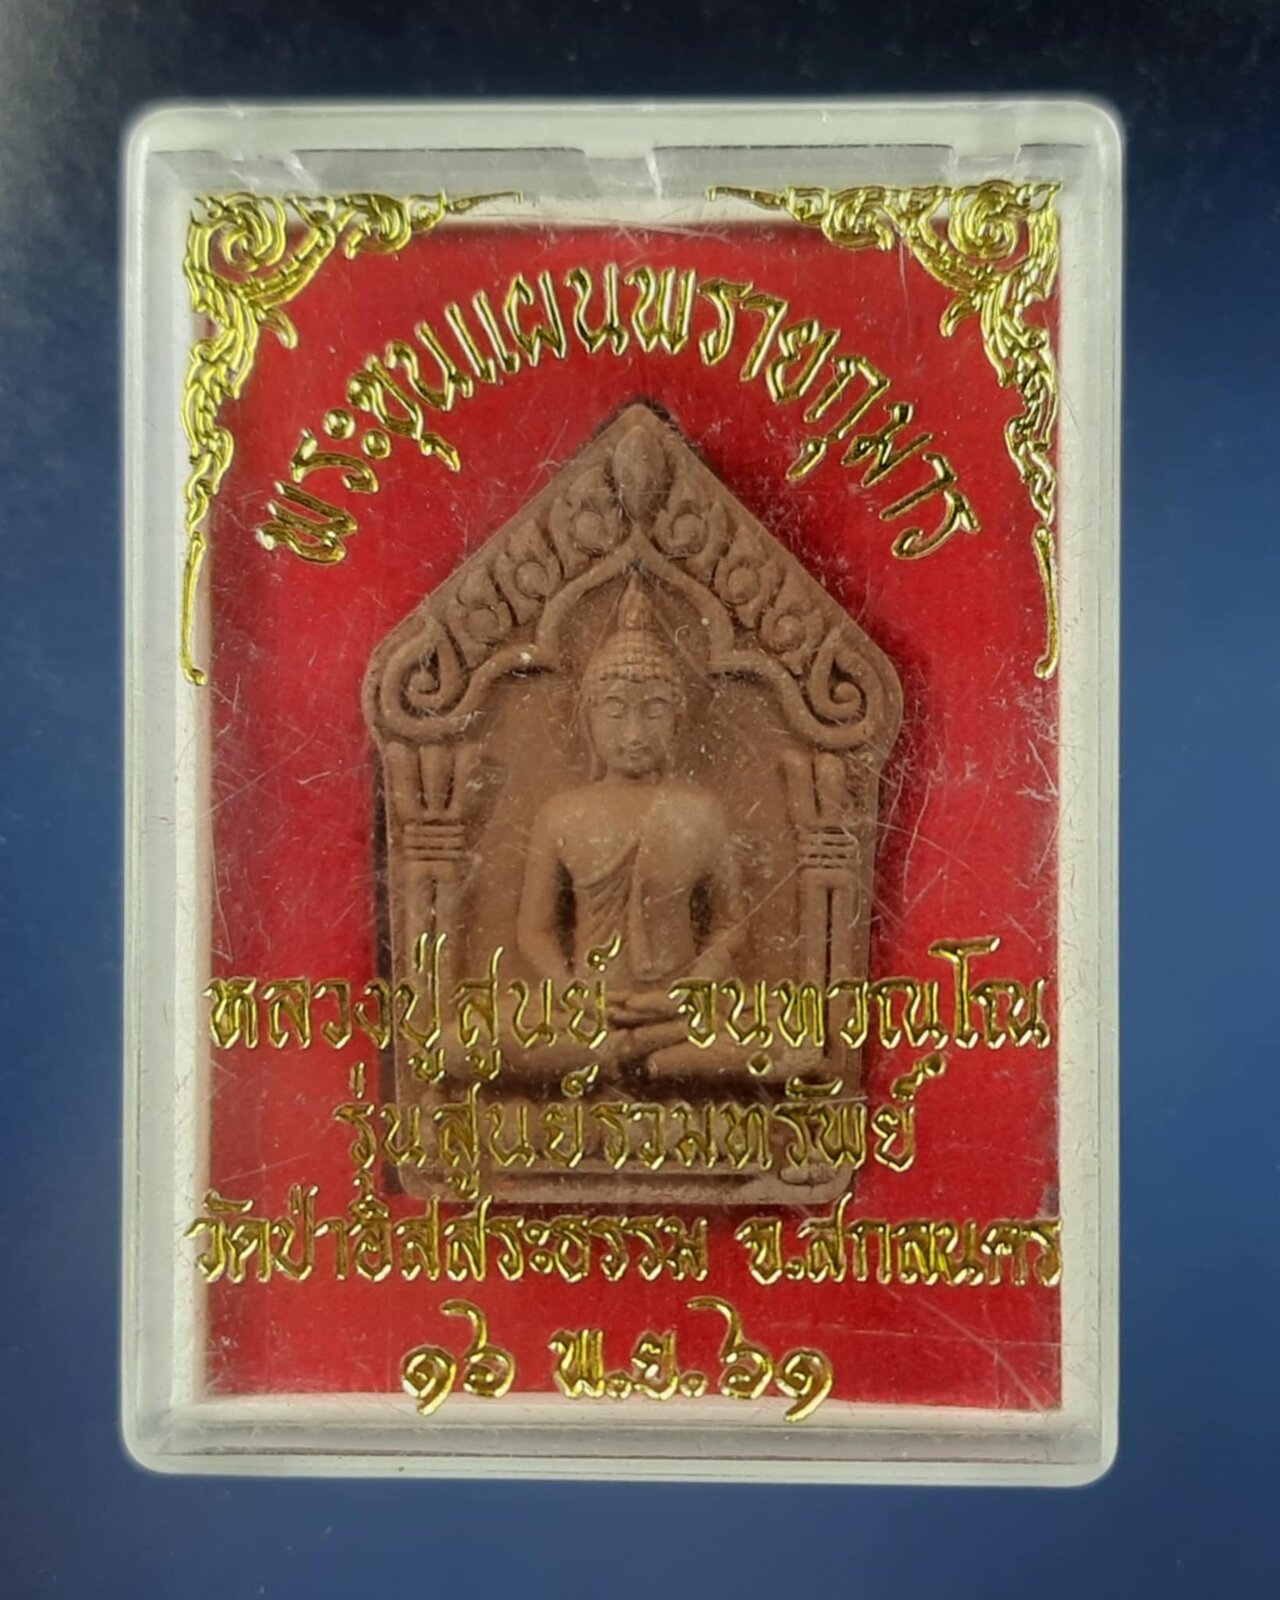 พระขุนแผนพรายกุมาร
หลวงปู่สูนย์ จนฺทวณฺโณ
รุ่นสูนย์รวมทรัพย์
วัดป่าอิสสระธรรม จ.สกลนคร
๑๖ พ.ย.๖๑